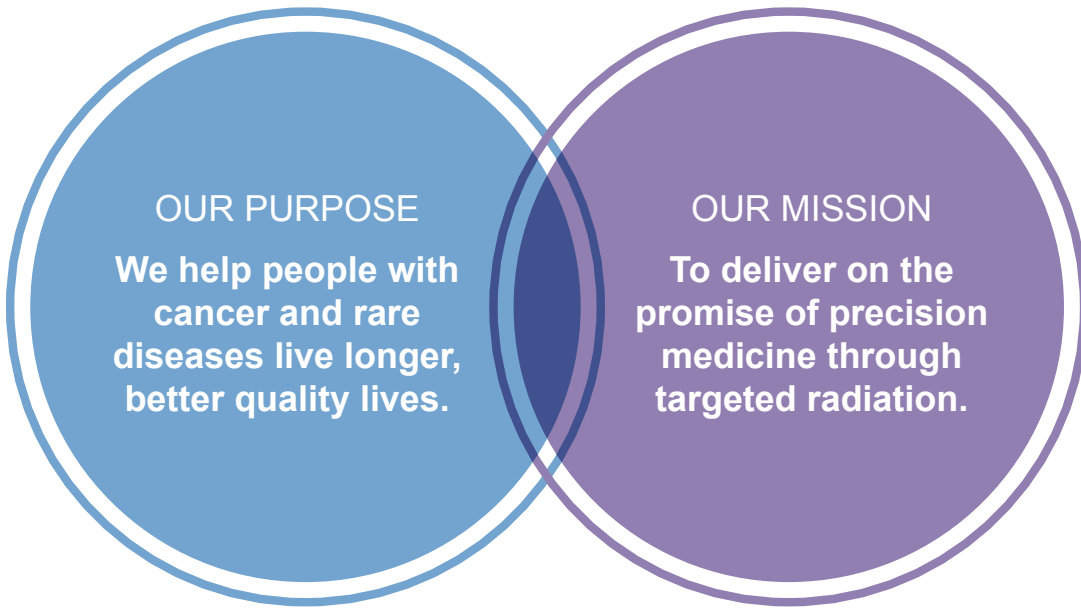 OUR PURPOSE
We help people with
cancer and rare
diseases live longer,
better quality lives.
OUR MISSION
To deliver on the
promise of precision
medicine through
targeted radiation.